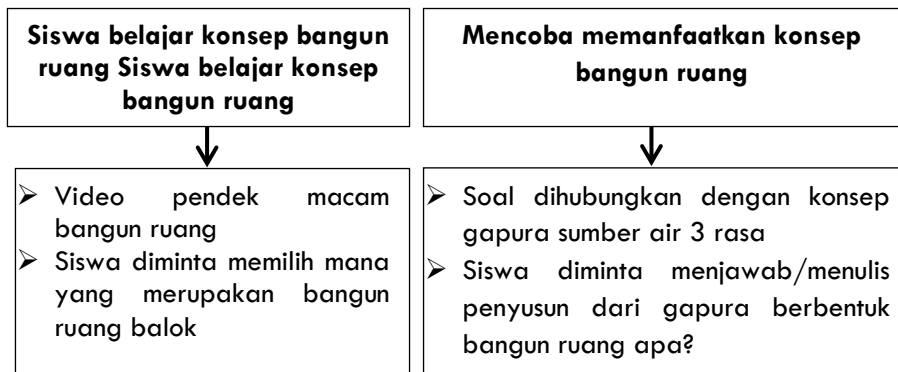 Siswa belajar konsep bangun
ruang Siswa belajar konsep
bangun ruang
➢ Video pendek macam
bangun ruang
➢ Siswa diminta memilih mana
yang merupakan bangun
ruang balok
Mencoba memanfaatkan konsep
bangun ruang
➢ Soal dihubungkan dengan konsep
gapura sumber air 3 rasa
➢ Siswa diminta menjawab/menulis
penyusun dari gapura berbentuk
bangun ruang apa?